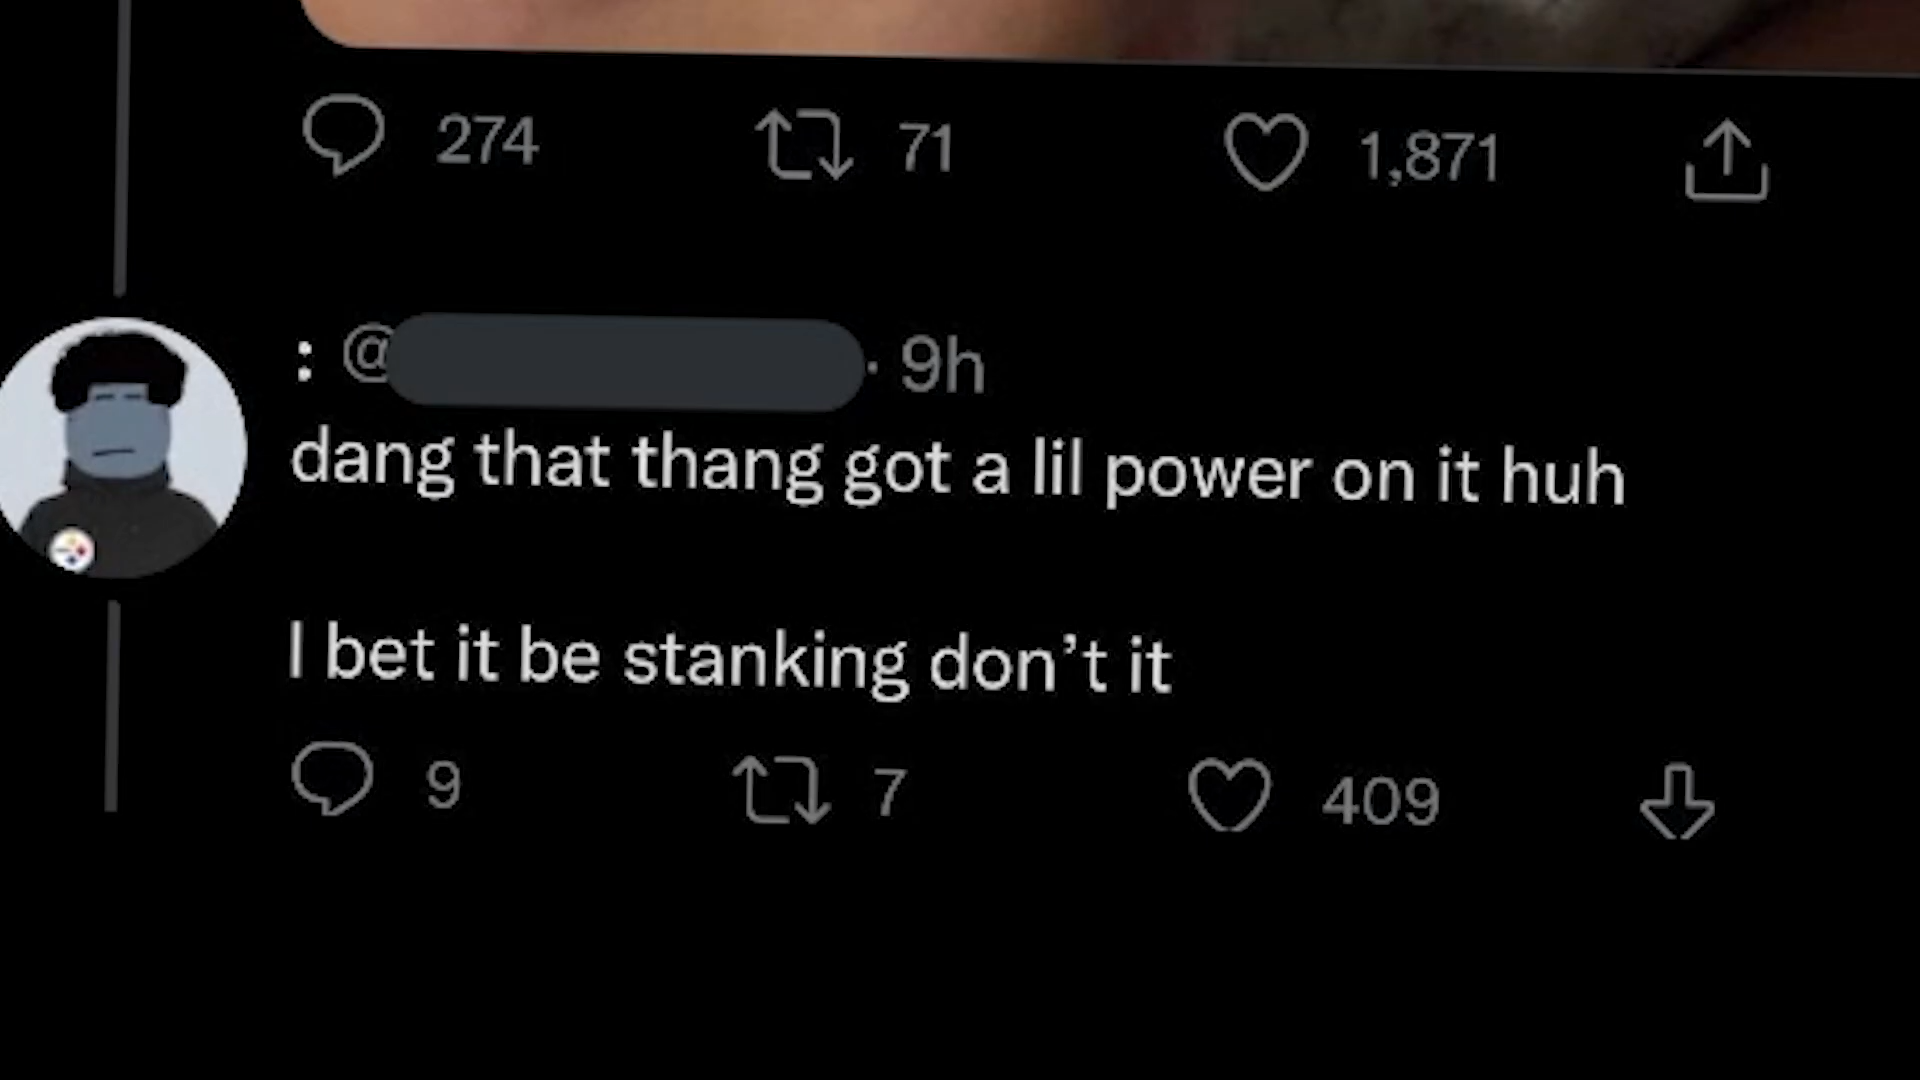 274 71 1,871
: @ · 9h
dang that thang got a lil power on it huh
I bet it be stanking don’t it
9 7 409